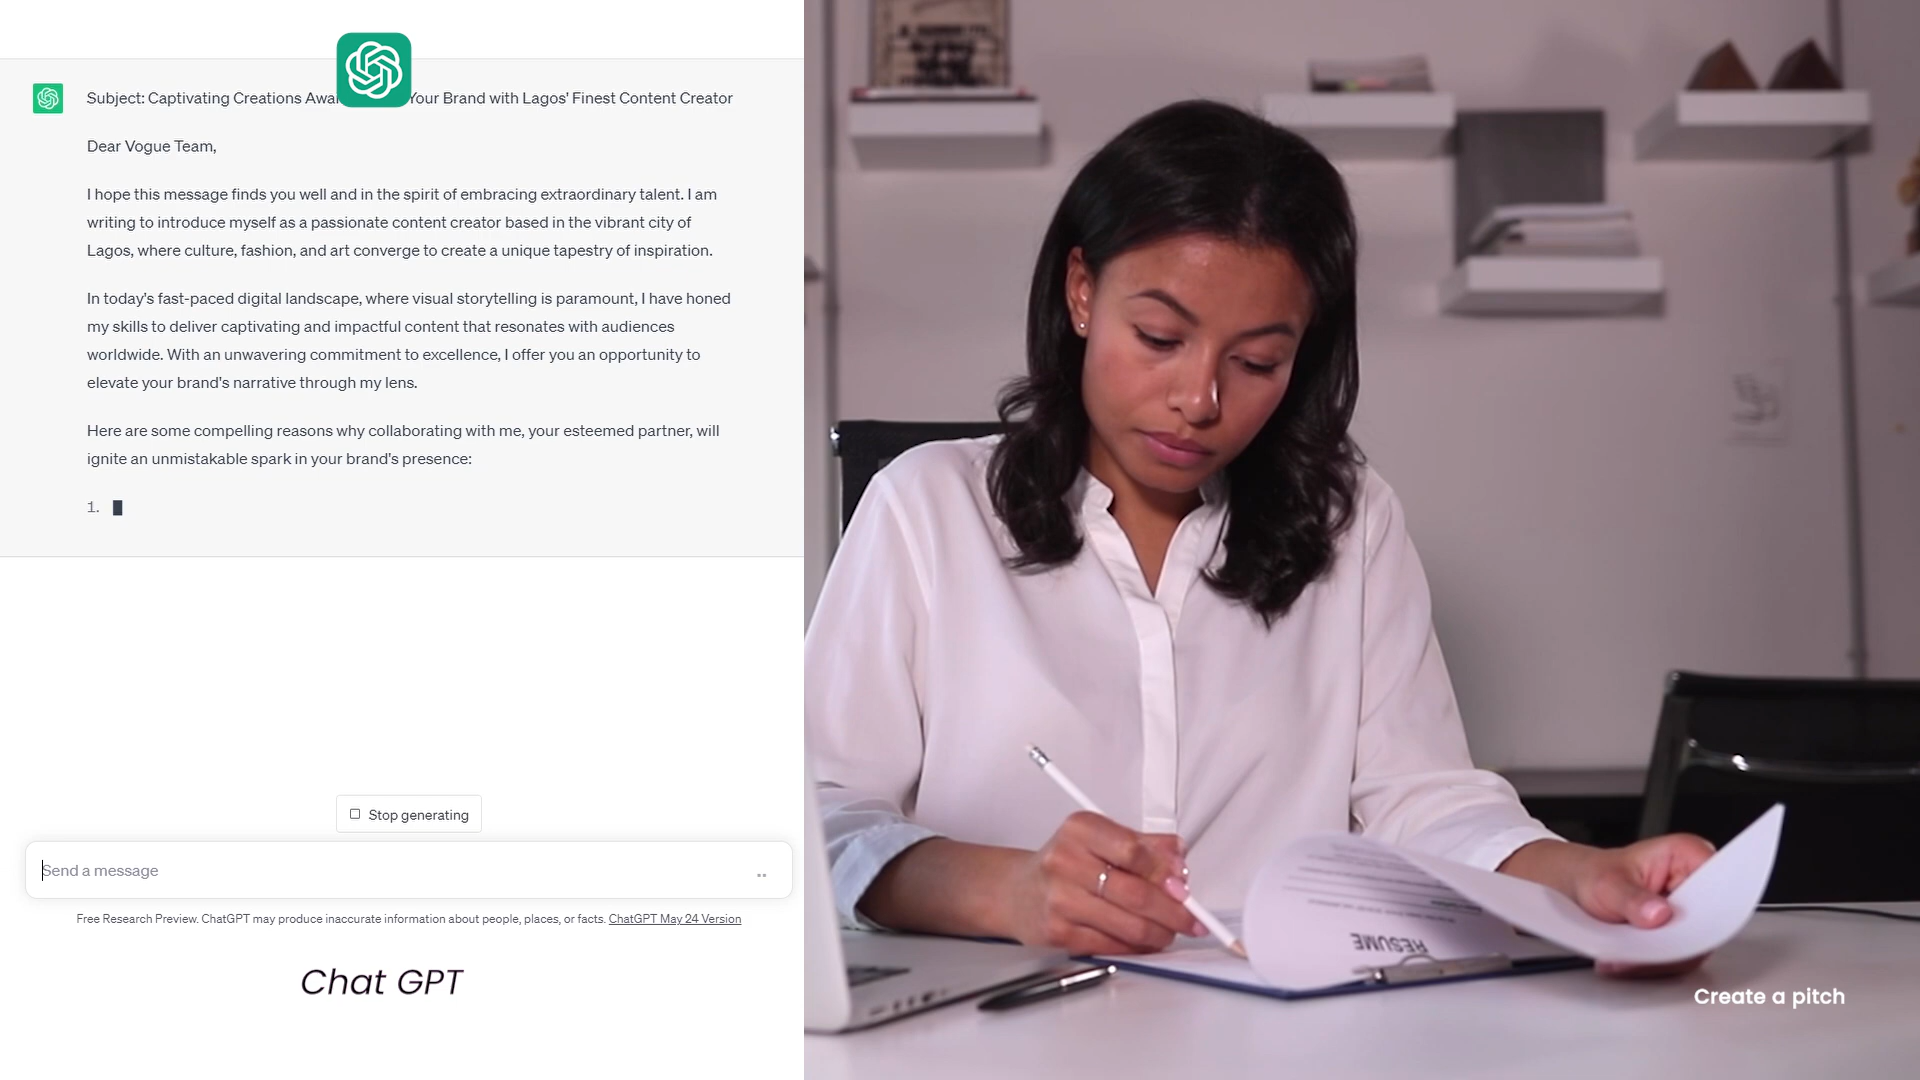 Subject: Captivating Creations Your Brand with Lagos' Finest Content Creator
Dear Vogue Team,
I hope this message finds you well and in the spirit of embracing extraordinary talent. I am
writing to introduce myself as a passionate content creator based in the vibrant city of
Lagos, where culture, fashion, and art converge to create a unique tapestry of inspiration.
In today's fast-paced digital landscape, where visual storytelling is paramount, I have honed
my skills to deliver captivating and impactful content that resonates with audiences
worldwide. With an unwavering commitment to excellence, I offer you an opportunity to
elevate your brand's narrative through my lens.
Here are some compelling reasons why collaborating with me, your esteemed partner, will
ignite an unmistakable spark in your brand's presence:
1.
Stop generating
Send a message
Free Research Preview. ChatGPT may produce inaccurate information about people, places, or facts. ChatGPT May 24 Version
Chat GPT
RESUME
Create a pitch